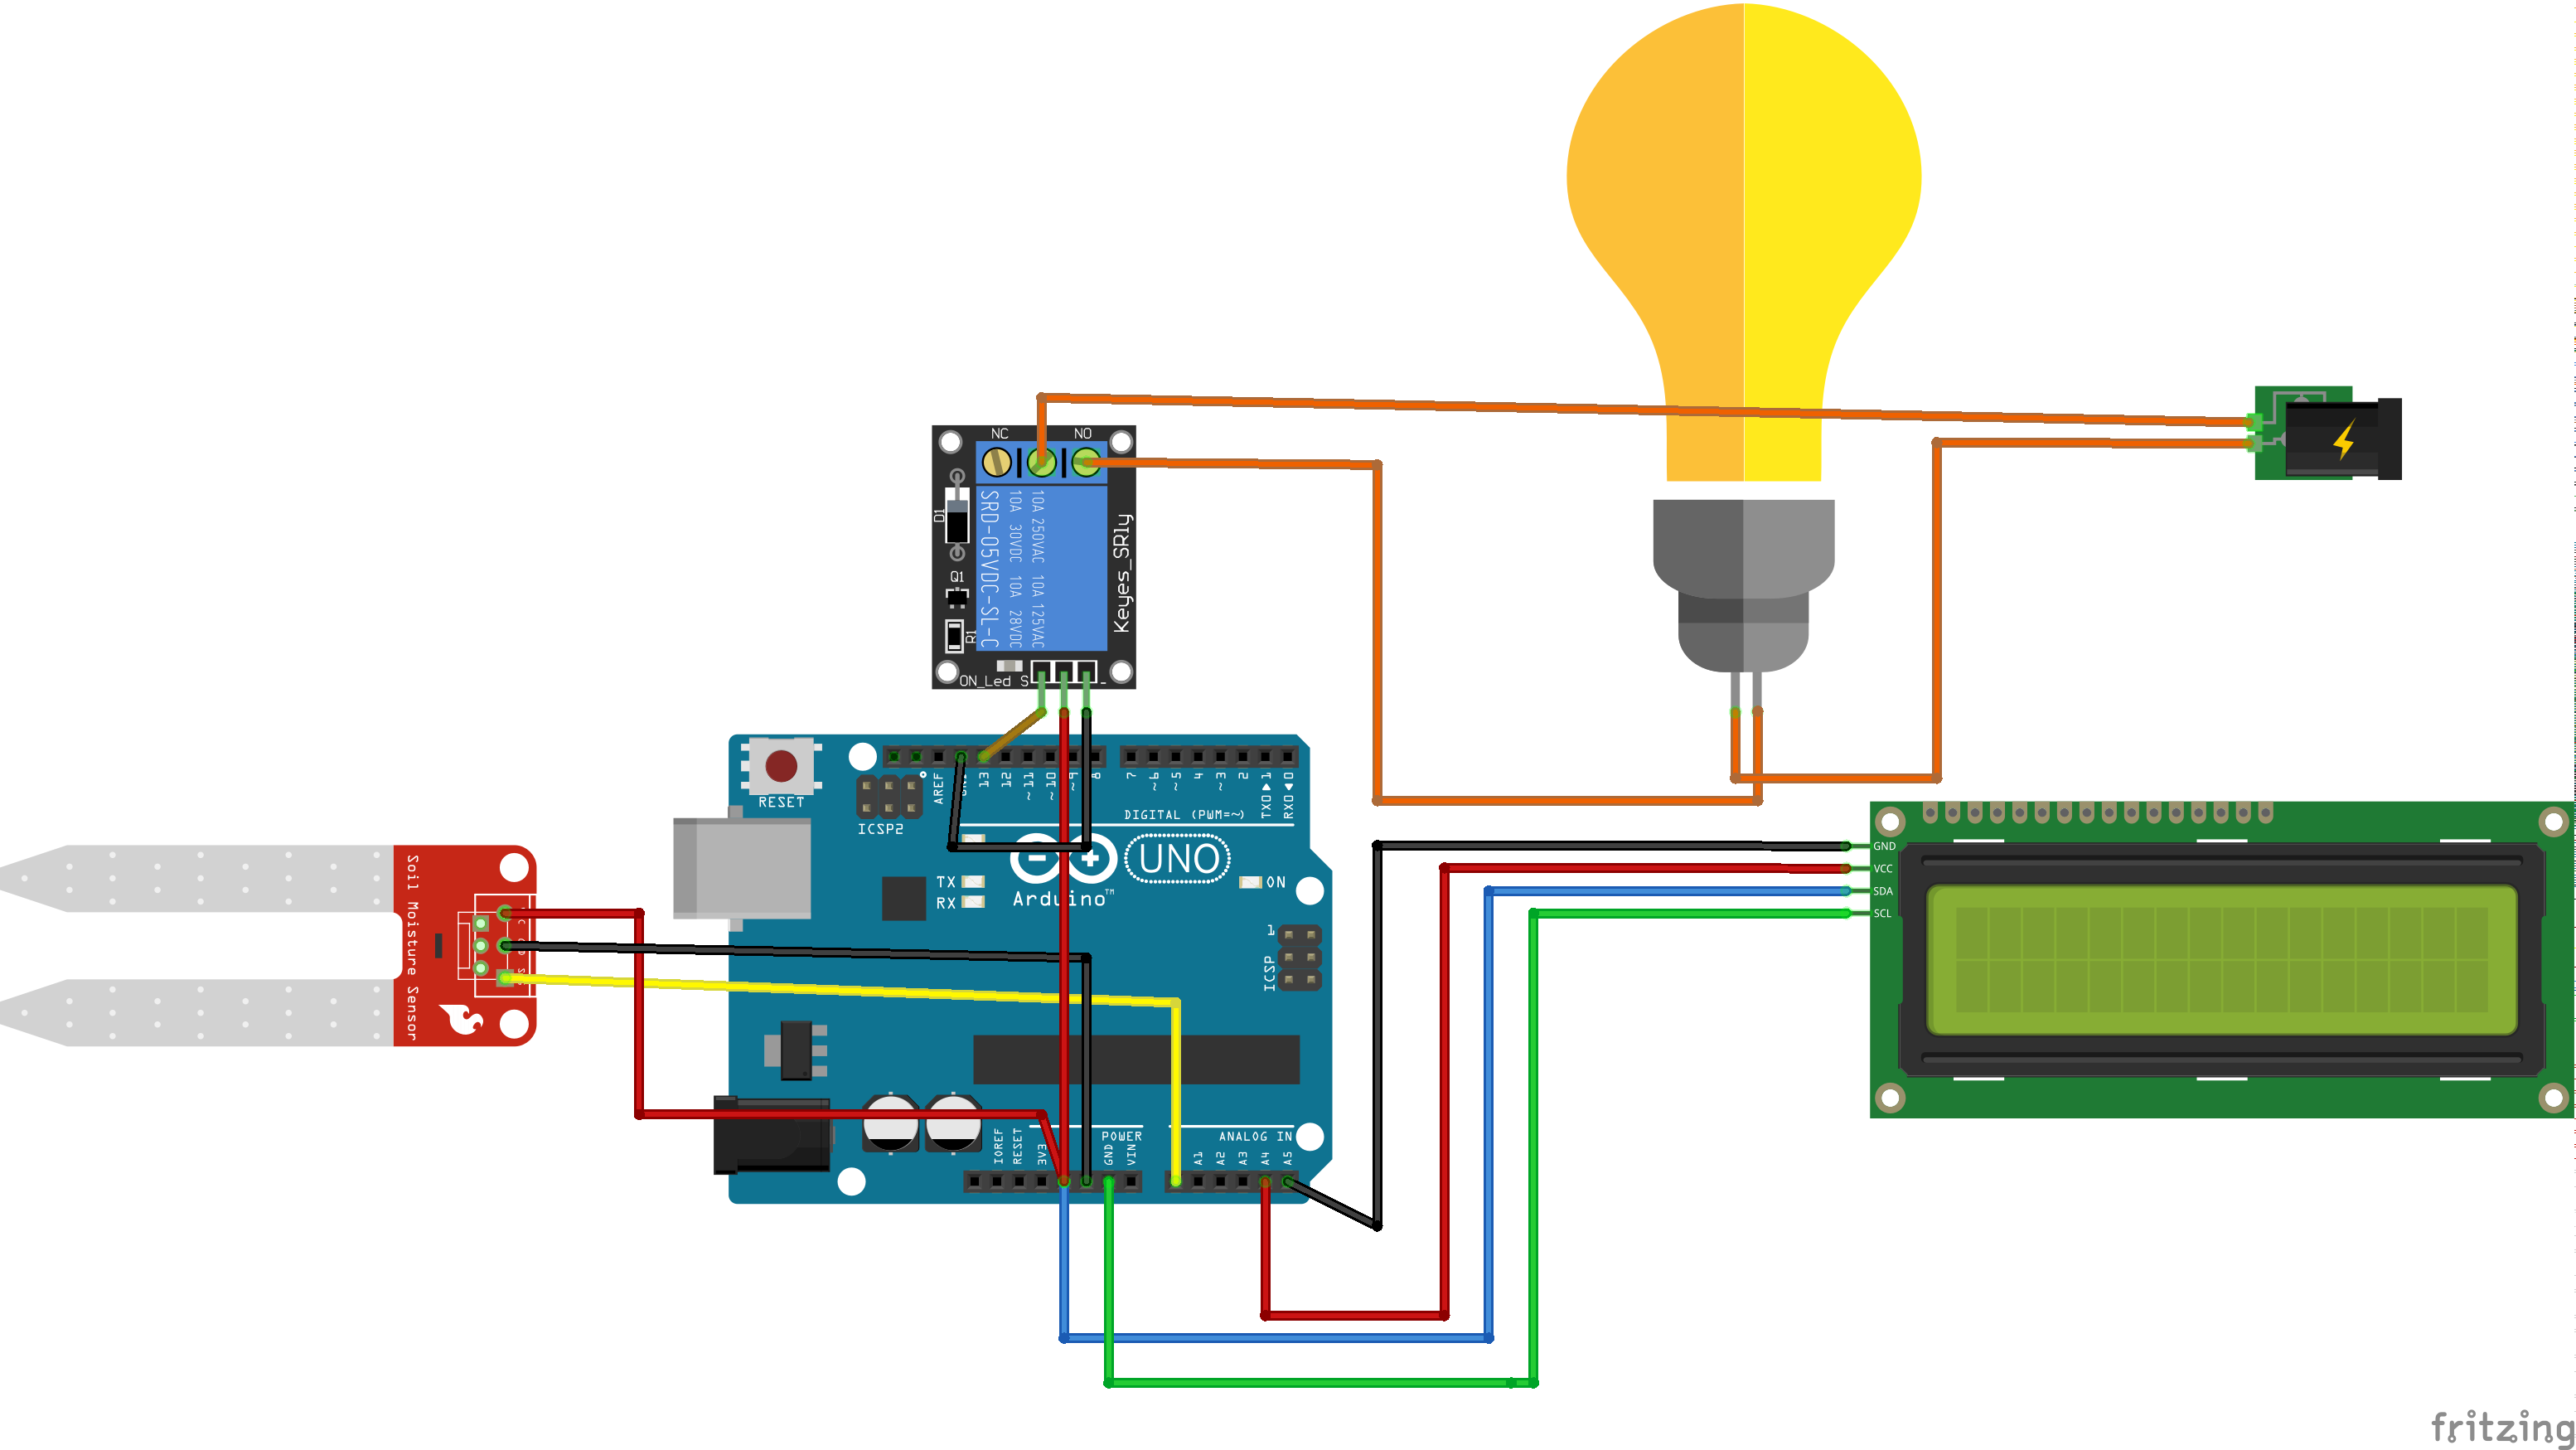 NC
NO
D1
SRD-05VDC-SL-C
10A 30VDC 10A 28VDC
10A 250VAC 10A 125VAC
Keyes_SRly
Q1
R1
ON_Led S
-
RESET
ICSP2
AREF
13
12
~11
~10
~9
8
7
~6
~5
4
~3
2
TX0▶1
RX0◀0
DIGITAL (PWM=~)
UNO
TX
RX
Arduino™
ON
1
ICSP
Soil Moisture Sensor
POWER
ANALOG IN
IOREF
RESET
3V3
GND
VIN
A1
A2
A3
A4
A5
GND
VCC
SDA
SCL
fritzing